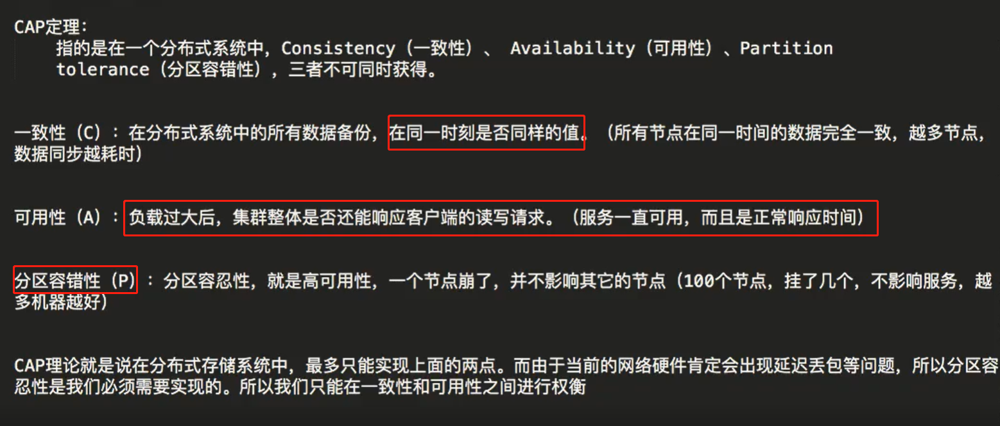 CAP定理：
指的是在一个分布式系统中，Consistency（一致性）、 Availability（可用性）、Partition
tolerance（分区容错性），三者不可同时获得。
一致性（C）：在分布式系统中的所有数据备份，在同一时刻是否同样的值。（所有节点在同一时间的数据完全一致，越多节点，
数据同步越耗时）
可用性（A）：负载过大后，集群整体是否还能响应客户端的读写请求。（服务一直可用，而且是正常响应时间）
分区容错性（P）：分区容忍性，就是高可用性，一个节点崩了，并不影响其它的节点（100个节点，挂了几个，不影响服务，越
多机器越好）
CAP理论就是说在分布式存储系统中，最多只能实现上面的两点。而由于当前的网络硬件肯定会出现延迟丢包等问题，所以分区容
忍性是我们必须需要实现的。所以我们只能在一致性和可用性之间进行权衡